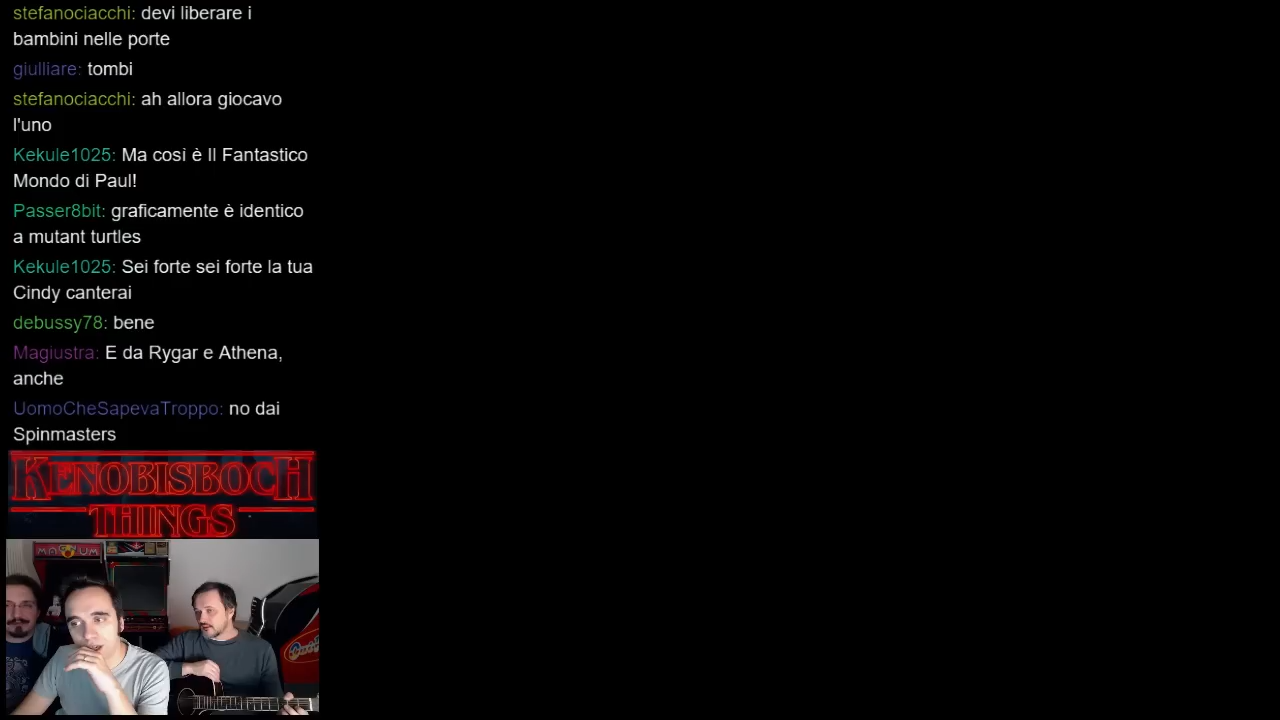 stefanociacchi: devi liberare i
bambini nelle porte
giulliare: tombi
stefanociacchi: ah allora giocavo
l'uno
Kekule1025: Ma così è Il Fantastico
Mondo di Paul!
Passer8bit: graficamente è identico
a mutant turtles
Kekule1025: Sei forte sei forte la tua
Cindy canterai
debussy78: bene
Magiustra: E da Rygar e Athena,
anche
UomoCheSapevaTroppo: no dai
Spinmasters
KENOBISBOCH
THINGS